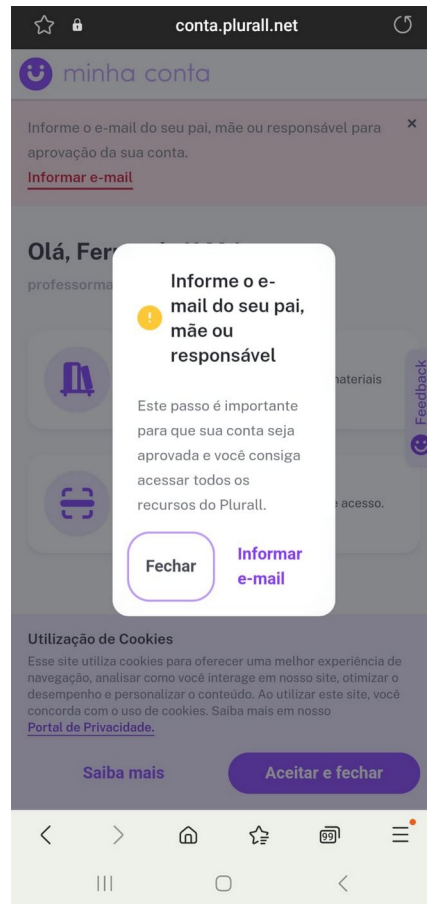 conta.plurall.net
minha conta
Informe o e-mail do seu pai, mãe ou responsável para
aprovação da sua conta.
Informar e-mail
Olá, Fer
professorma
Informe o e-
mail do seu pai,
mãe ou
responsável
Este passo é importante
para que sua conta seja
aprovada e você consiga
acessar todos os
recursos do Plurall.
Fechar
Informar
e-mail
materiais
e acesso.
Feedback
Utilização de Cookies
Esse site utiliza cookies para oferecer uma melhor experiência de
navegação, analisar como você interage em nosso site, otimizar o
desempenho e personalizar o conteúdo. Ao utilizar este site, você
concorda com o uso de cookies. Saiba mais em nosso
Portal de Privacidade.
Saiba mais
Aceitar e fechar
99